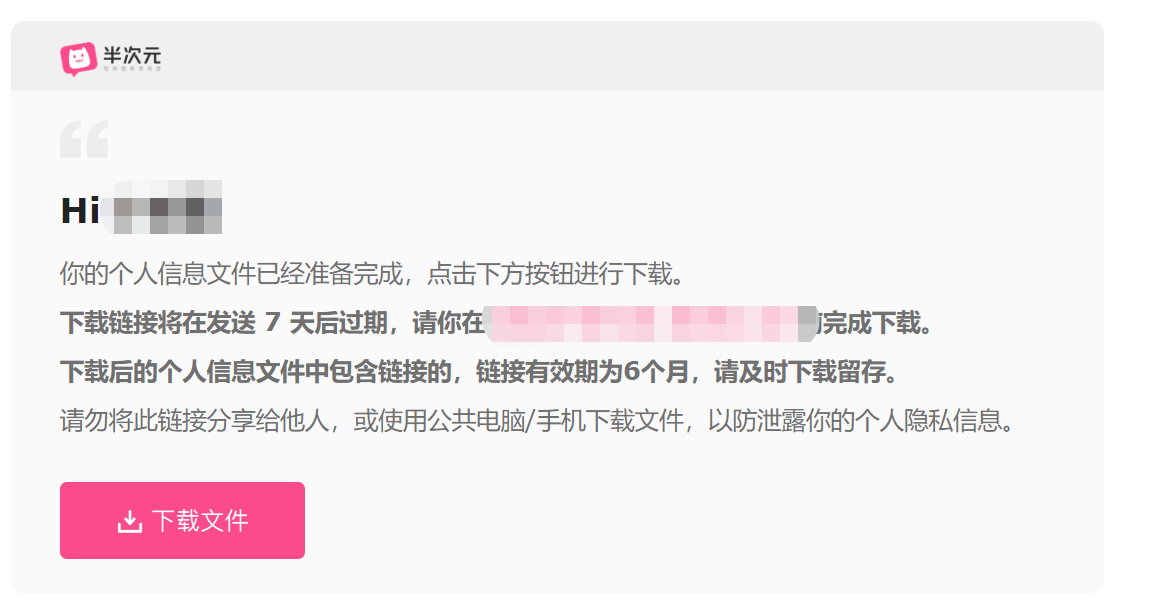 半次元
Hi
你的个人信息文件已经准备完成，点击下方按钮进行下载。
下载链接将在发送 7 天后过期，请你在前完成下载。
下载后的个人信息文件中包含链接的，链接有效期为6个月，请及时下载留存。
请勿将此链接分享给他人，或使用公共电脑/手机下载文件，以防泄露你的个人隐私信息。
下载文件